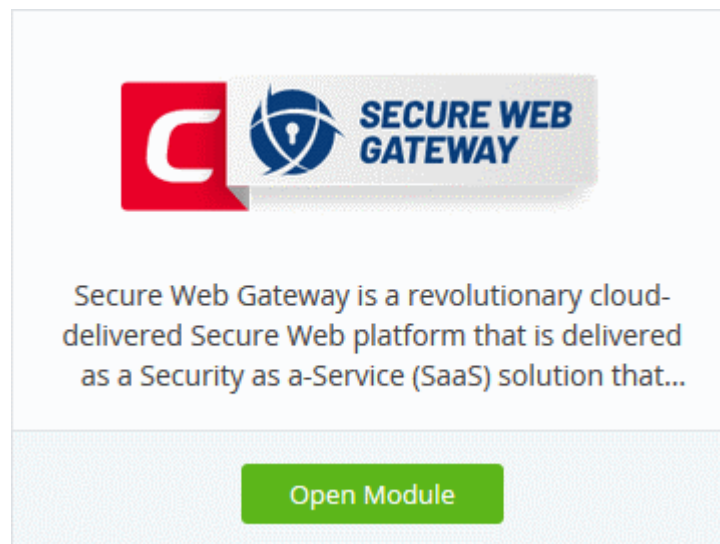 C
SECURE WEB
GATEWAY
Secure Web Gateway is a revolutionary cloud-
delivered Secure Web platform that is delivered
as a Security as a-Service (SaaS) solution that...
Open Module